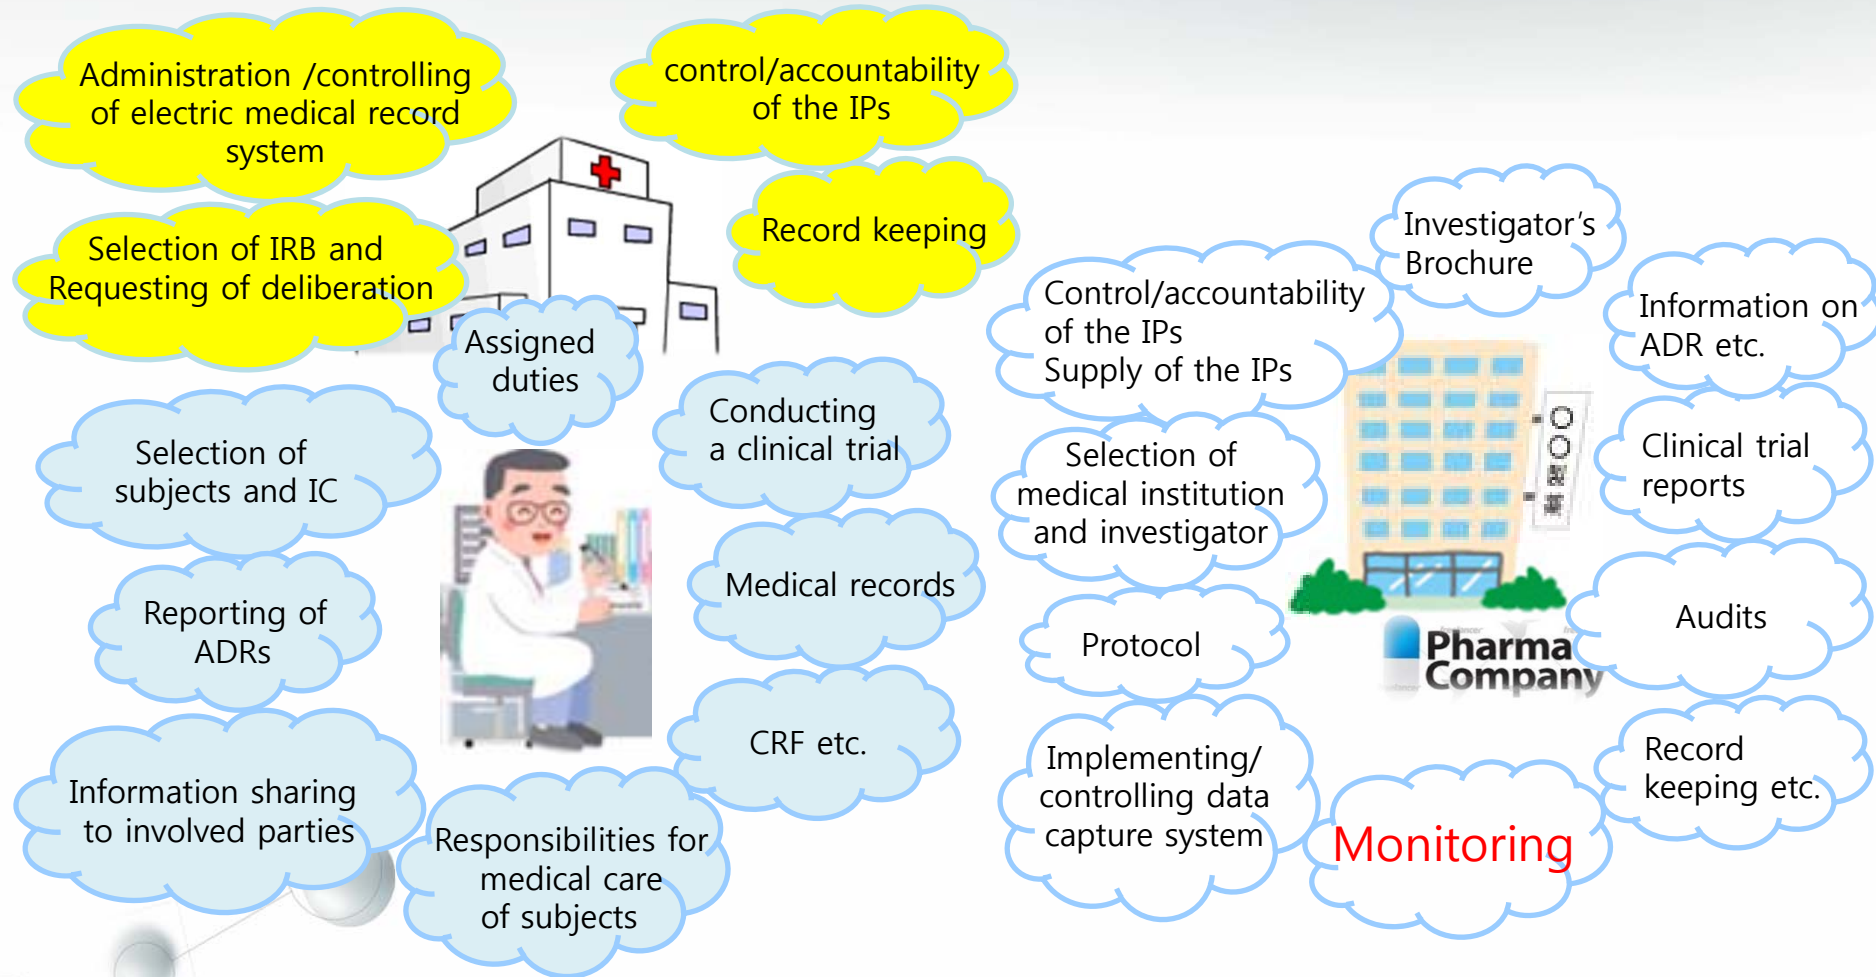 Administration /controlling
of electric medical record
system
control/accountability
of the IPs
Selection of IRB and
Requesting of deliberation
Record keeping
Assigned
duties
Selection of
subjects and IC
Conducting
a clinical trial
Reporting of
ADRs
Medical records
Information sharing
to involved parties
CRF etc.
Responsibilities for
medical care
of subjects
Investigator's
Brochure
Control/accountability
of the IPs
Supply of the IPs
Information on
ADR etc.
Selection of
medical institution
and investigator
Clinical trial
reports
Protocol
Audits
Pharma
Company
Implementing/
controlling data
capture system
Monitoring
Record
keeping etc.